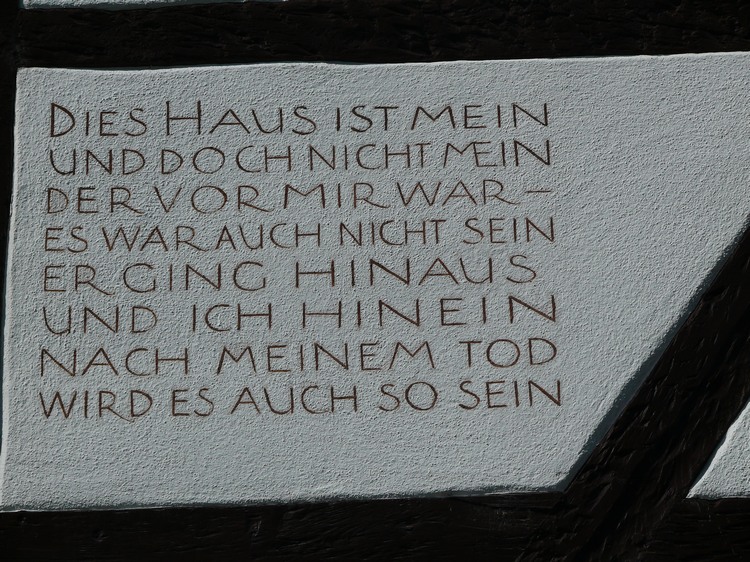 DIES HAUS IST MEIN
UND DOCH NICHT MEIN
DER VOR MIR WAR –
ES WAR AUCH NICHT SEIN
ER GING HINAUS
UND ICH HINEIN
NACH MEINEM TOD
WIRD ES AUCH SO SEIN